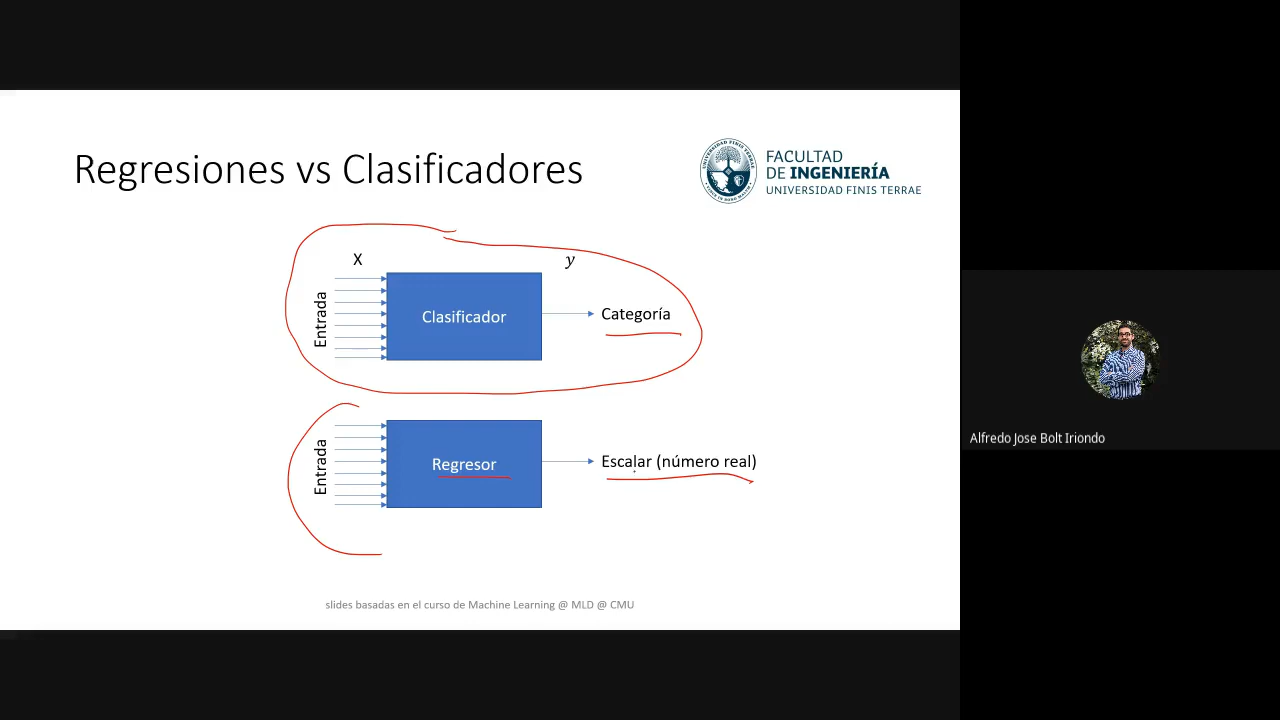 Regresiones vs Clasificadores
FACULTAD
DE INGENIERÍA
UNIVERSIDAD FINIS TERRAE
X
y
Entrada
Clasificador
Categoría
Entrada
Regresor
Escalar (número real)
slides basadas en el curso de Machine Learning @ MLD @ CMU
Alfredo Jose Bolt Iriondo